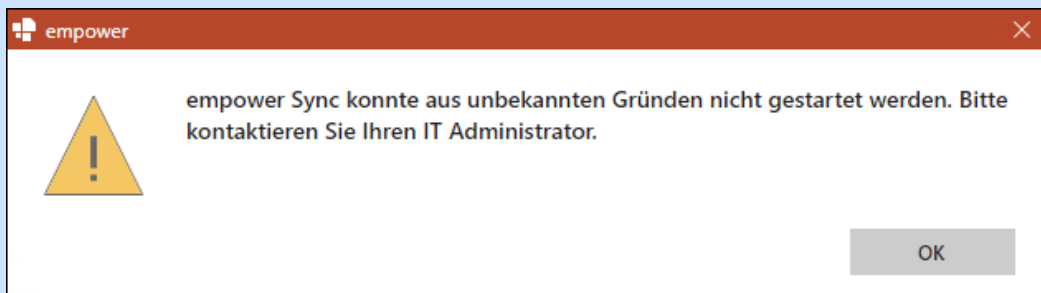 empower
empower Sync konnte aus unbekannten Gründen nicht gestartet werden. Bitte
kontaktieren Sie Ihren IT Administrator.
OK